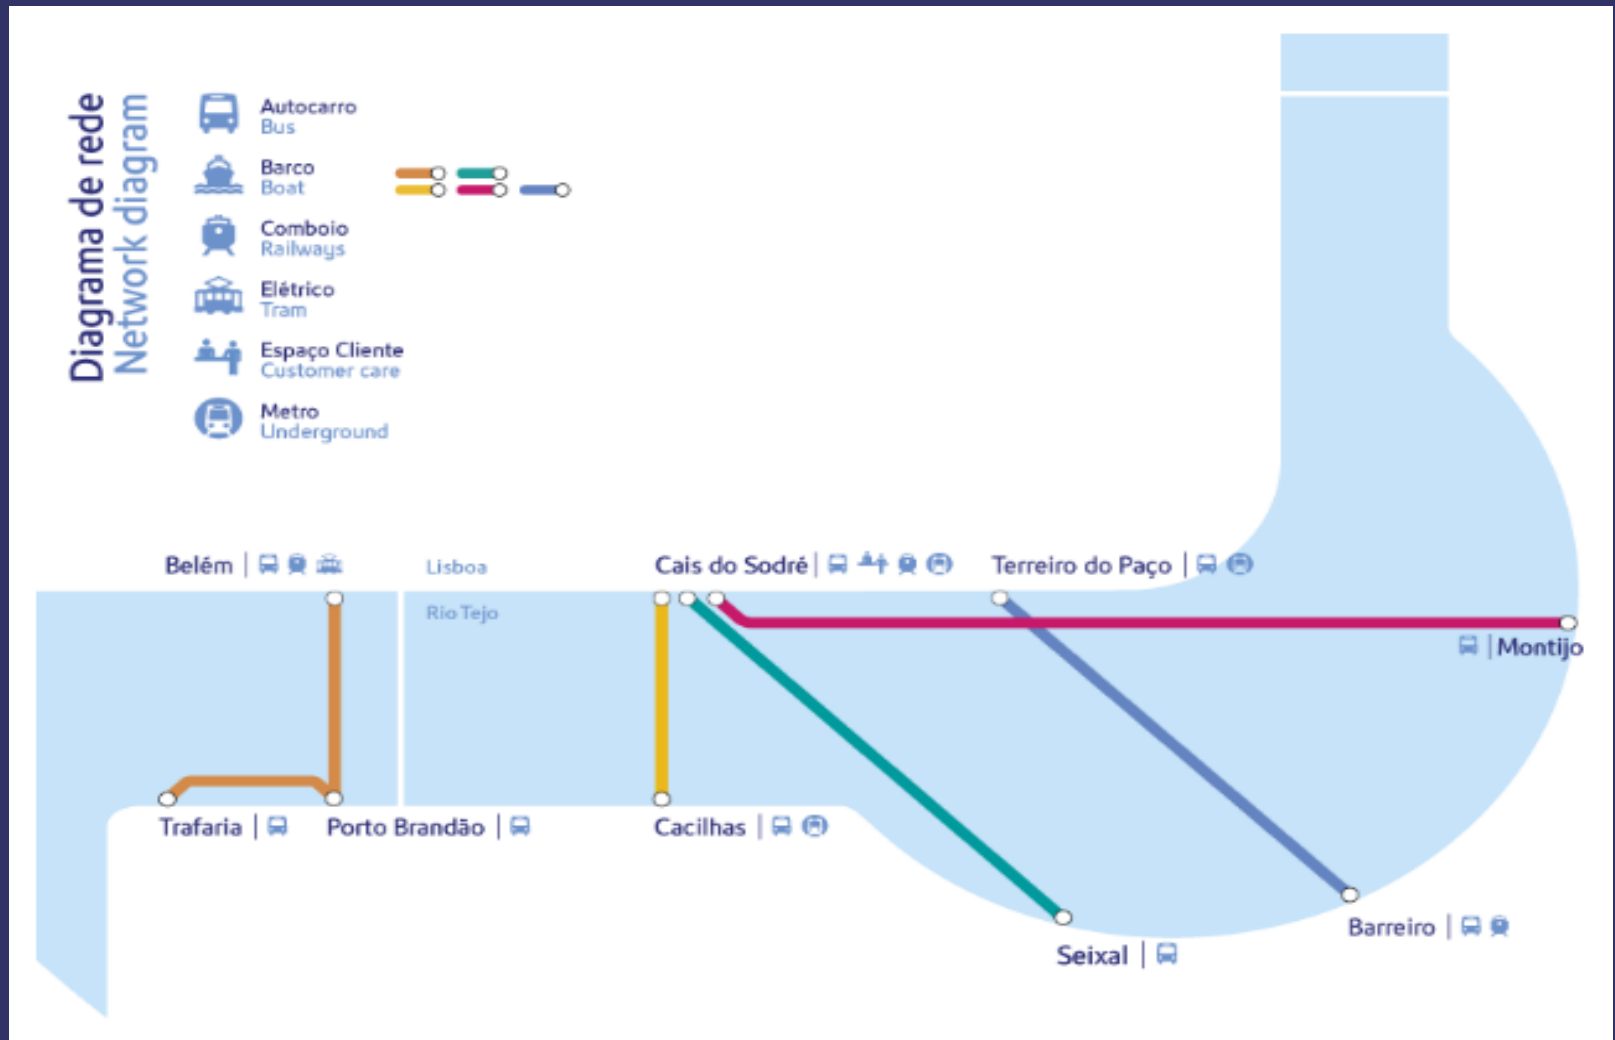 Diagrama de rede
Network diagram
Autocarro
Bus
Barco
Boat
Comboio
Railways
Elétrico
Tram
Espaço Cliente
Customer care
Metro
Underground
Belém
Lisboa
Cais do Sodré
Terreiro do Paço
Rio Tejo
Montijo
Trafaria
Porto Brandão
Cacilhas
Barreiro
Seixal